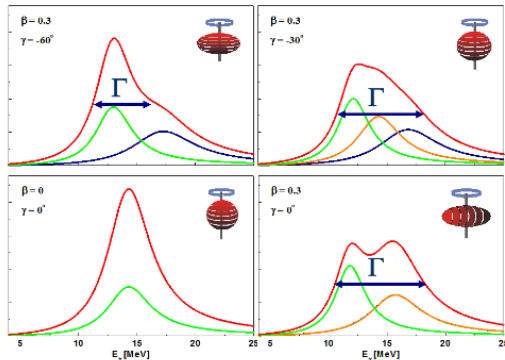 β = 0.3
γ = -60°
Γ
β = 0.3
γ = -30°
Γ
β = 0
γ = 0°
β = 0.3
γ = 0°
Γ
5 10 15 20 25
5 10 15 20 25
E [MeV]
E [MeV]